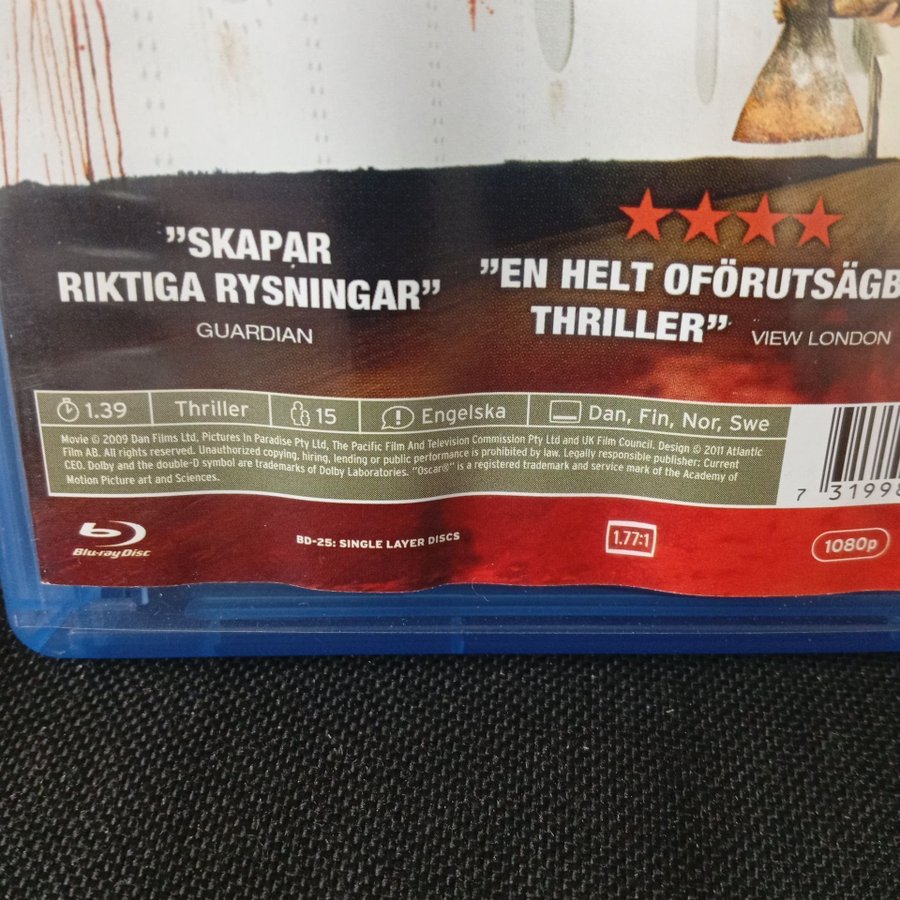 ”SKAPAR
RIKTIGA RYSNINGAR”
GUARDIAN
”EN HELT OFÖRUTSÄGB
THRILLER” VIEW LONDON
1.39 Thriller 15 Engelska Dan, Fin, Nor, Swe
Movie © 2009 Dan Films Ltd, Pictures In Paradise Pty Ltd, The Pacific Film And Television Commission Pty Ltd and UK Film Council. Design © 2011 Atlantic
Film AB. All rights reserved. Unauthorized copying, hiring, lending or public performance is prohibited by law. Legally responsible publisher: Current
CEO. Dolby and the double-D symbol are trademarks of Dolby Laboratories. "Oscar®" is a registered trademark and service mark of the Academy of
Motion Picture art and Sciences.
7 31998
Blu-ray Disc
BD-25: SINGLE LAYER DISCS
1.77:1
1080p